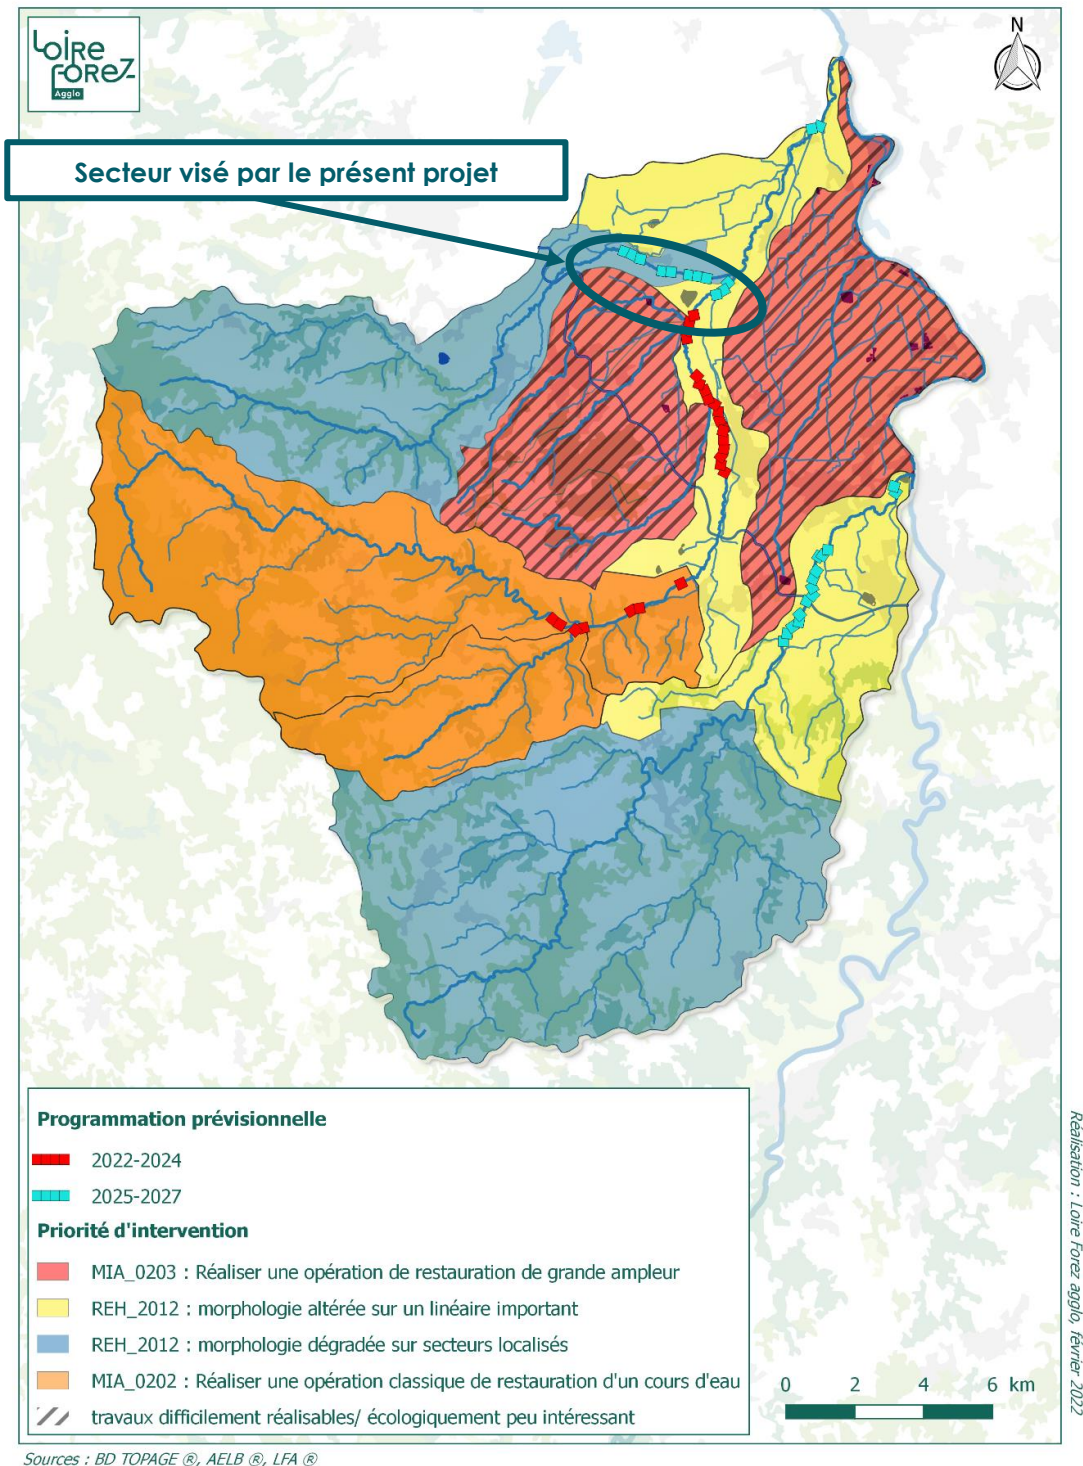 Loire
Forez
Agglo
N
Secteur visé par le présent projet
Programmation prévisionnelle
2022-2024
2025-2027
Priorité d'intervention
MIA_0203 : Réaliser une opération de restauration de grande ampleur
REH_2012 : morphologie altérée sur un linéaire important
REH_2012 : morphologie dégradée sur secteurs localisés
MIA_0202 : Réaliser une opération classique de restauration d'un cours d'eau
travaux difficilement réalisables/ écologiquement peu intéressant
0 2 4 6 km
Réalisation : Loire Forez agglo, février 2022
Sources : BD TOPAGE ®, AELB ®, LFA ®